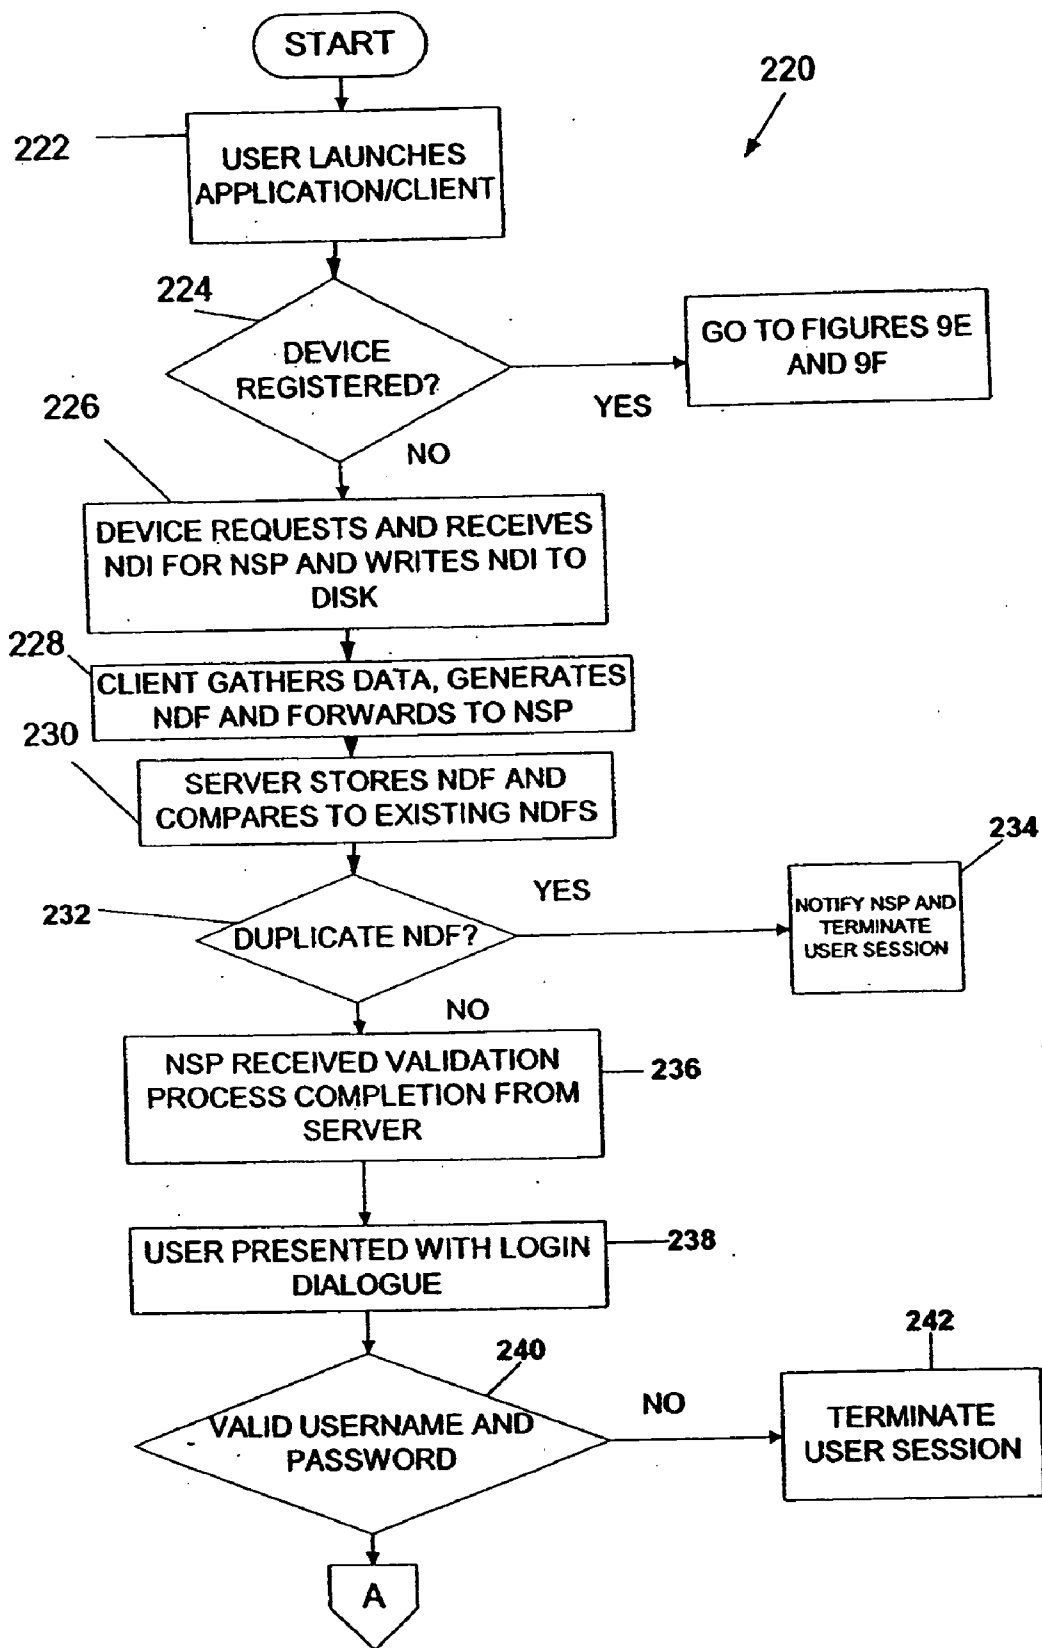 START
220
222
USER LAUNCHES
APPLICATION/CLIENT
224
DEVICE
REGISTERED?
GO TO FIGURES 9E
AND 9F
YES
226
NO
DEVICE REQUESTS AND RECEIVES
NDI FOR NSP AND WRITES NDI TO
DISK
228
CLIENT GATHERS DATA, GENERATES
NDF AND FORWARDS TO NSP
230
SERVER STORES NDF AND
COMPARES TO EXISTING NDFS
234
YES
232
DUPLICATE NDF?
NOTIFY NSP AND
TERMINATE
USER SESSION
NO
NSP RECEIVED VALIDATION
PROCESS COMPLETION FROM
SERVER
236
USER PRESENTED WITH LOGIN
DIALOGUE
238
240
242
VALID USERNAME AND
PASSWORD
NO
TERMINATE
USER SESSION
A